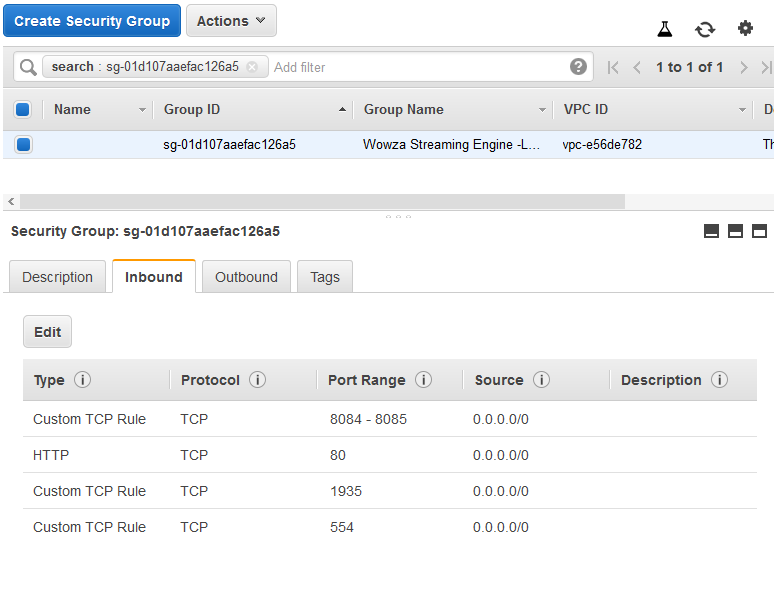 Create Security Group Actions
search : sg-01d107aaefac126a5 Add filter ? 1 to 1 of 1
Name Group ID Group Name VPC ID D
sg-01d107aaefac126a5 Wowza Streaming Engine -L... vpc-e56de782 Th
Security Group: sg-01d107aaefac126a5
Description Inbound Outbound Tags
Edit
Type i Protocol i Port Range i Source i Description i
Custom TCP Rule TCP 8084 - 8085 0.0.0.0/0
HTTP TCP 80 0.0.0.0/0
Custom TCP Rule TCP 1935 0.0.0.0/0
Custom TCP Rule TCP 554 0.0.0.0/0